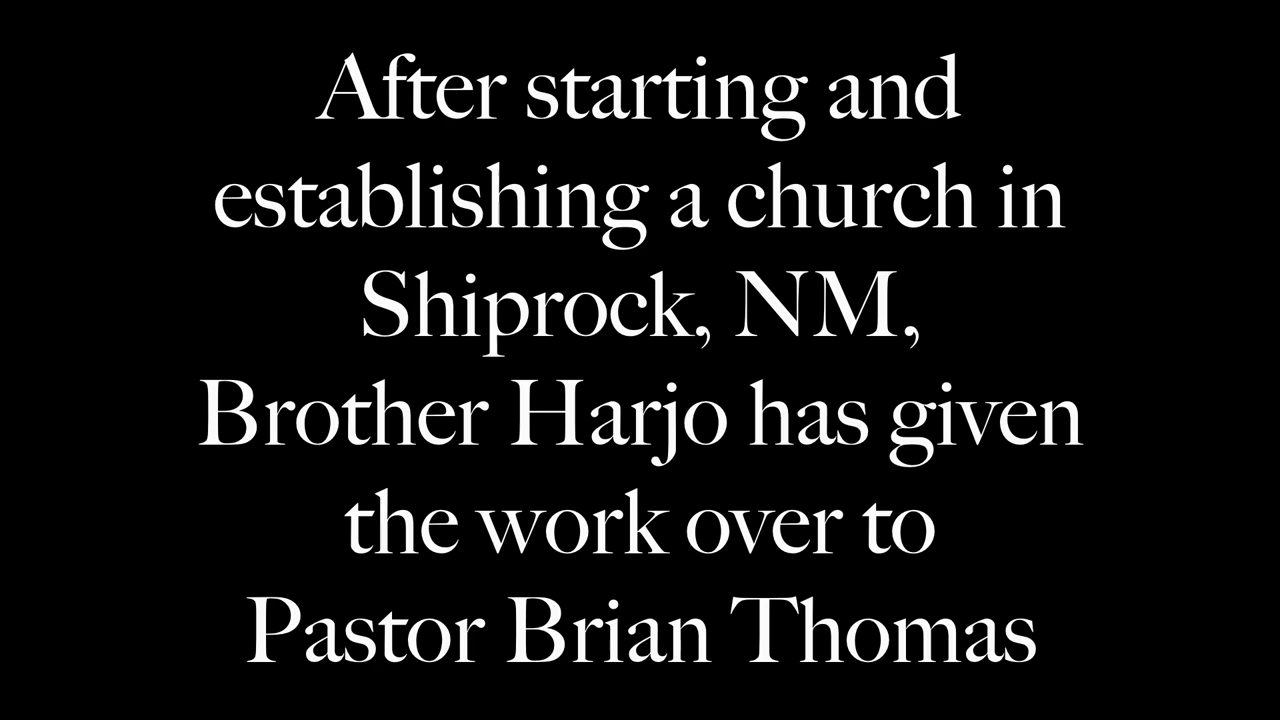 After starting and
establishing a church in
Shiprock, NM,
Brother Harjo has given
the work over to
Pastor Brian Thomas